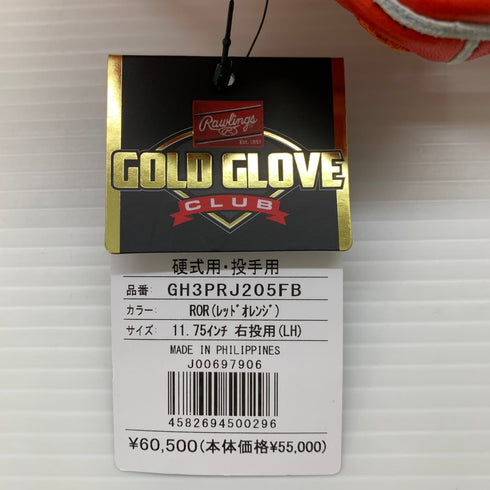 Rawlings
R
EST. 1887
GOLD GLOVE
CLUB
硬式用・投手用
品番: GH3PRJ205FB
カラー: ROR(ﾚｯﾄﾞｵﾚﾝｼﾞ)
サイズ: 11.75ｲﾝﾁ 右投用(LH)
MADE IN PHILIPPINES
J00697906
4582694500296
¥60,500(本体価格¥55,000)